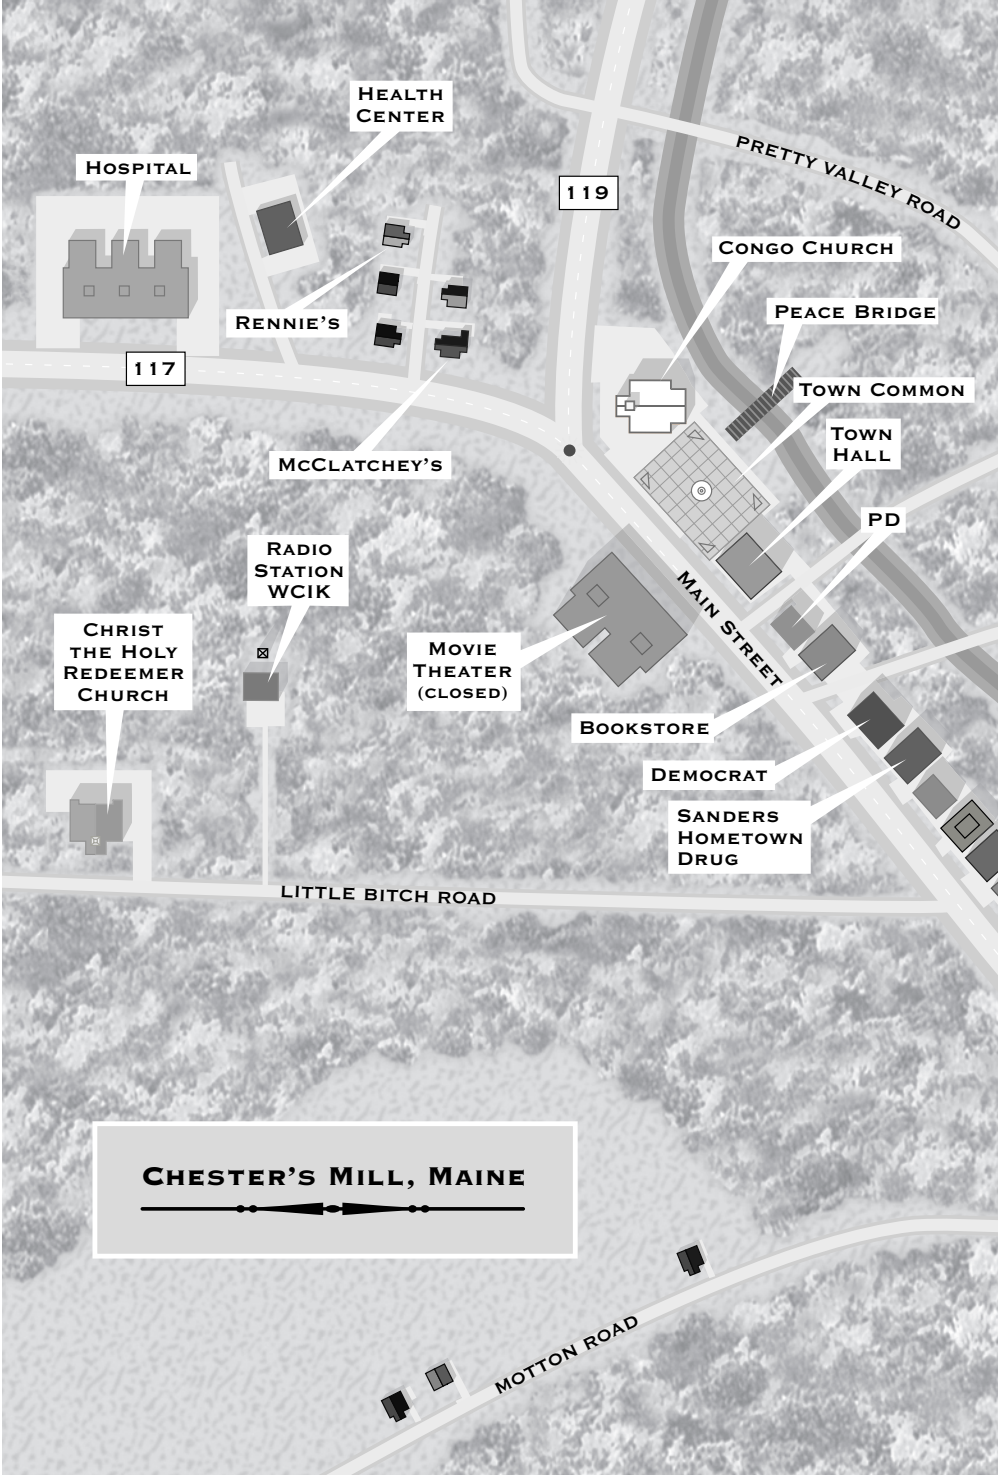 Health
Center
Hospital
119
Pretty Valley Road
Congo Church
Peace Bridge
Rennie's
117
Town Common
Town
Hall
McClatchey's
PD
Radio
Station
WCIK
Main Street
Christ
the Holy
Redeemer
Church
Movie
Theater
(closed)
Bookstore
Democrat
Sanders
Hometown
Drug
Little Bitch Road
Chester's Mill, Maine
Motton Road